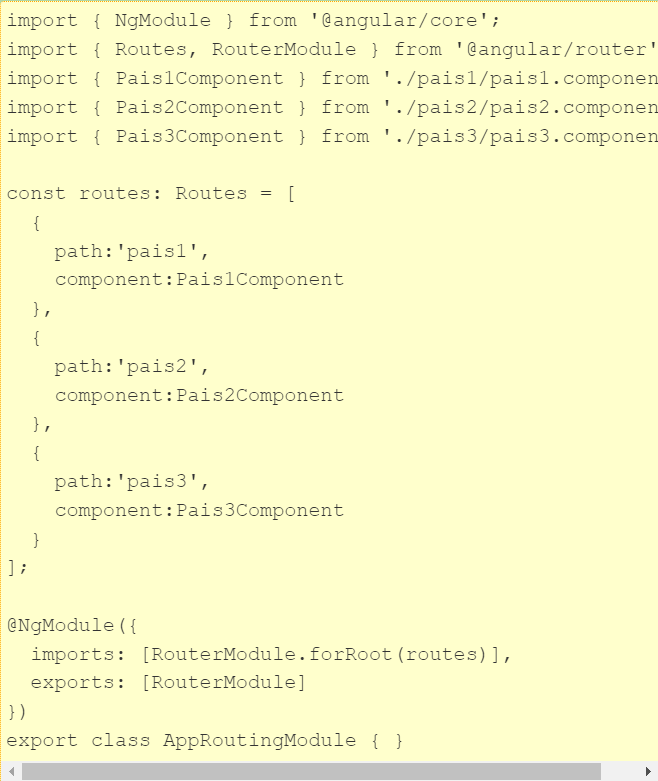 import { NgModule } from '@angular/core';
import { Routes, RouterModule } from '@angular/router'
import { Pais1Component } from './pais1/pais1.componen
import { Pais2Component } from './pais2/pais2.componen
import { Pais3Component } from './pais3/pais3.componen

const routes: Routes = [
  {
    path:'pais1',
    component:Pais1Component
  },
  {
    path:'pais2',
    component:Pais2Component
  },
  {
    path:'pais3',
    component:Pais3Component
  }
];

@NgModule({
  imports: [RouterModule.forRoot(routes)],
  exports: [RouterModule]
})
export class AppRoutingModule { }